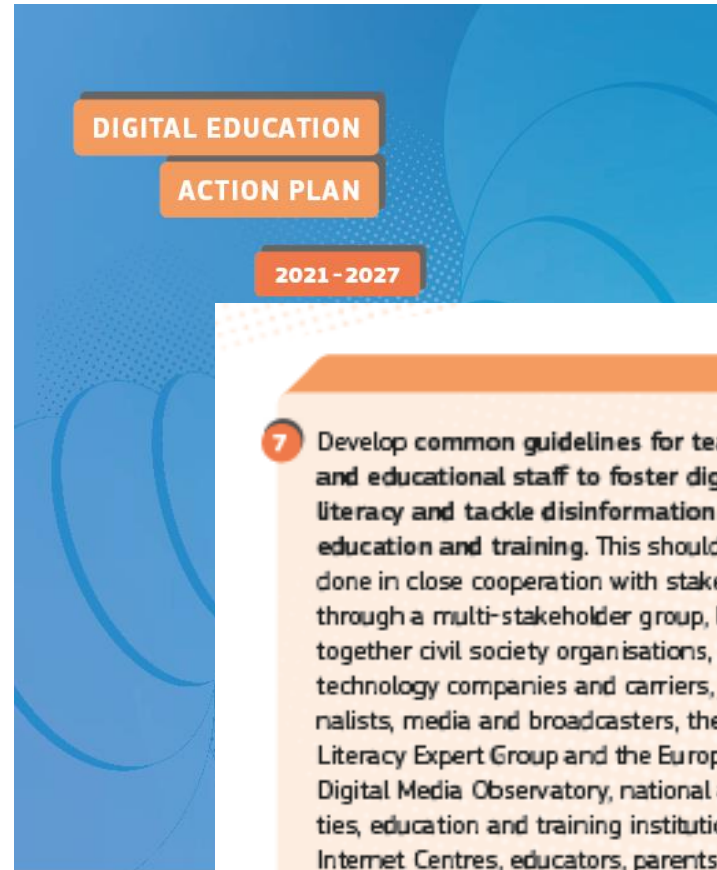 DIGITAL EDUCATION
ACTION PLAN
2021-2027
7 Develop common guidelines for tea
and educational staff to foster dig
literacy and tackle disinformation
education and training. This should
done in close cooperation with stake
through a multi-stakeholder group,
together civil society organisations,
technology companies and carriers,
nalists, media and broadcasters, the
Literacy Expert Group and the Europ
Digital Media Observatory, national
ties, education and training institutio
Internet Centres, educators, parents